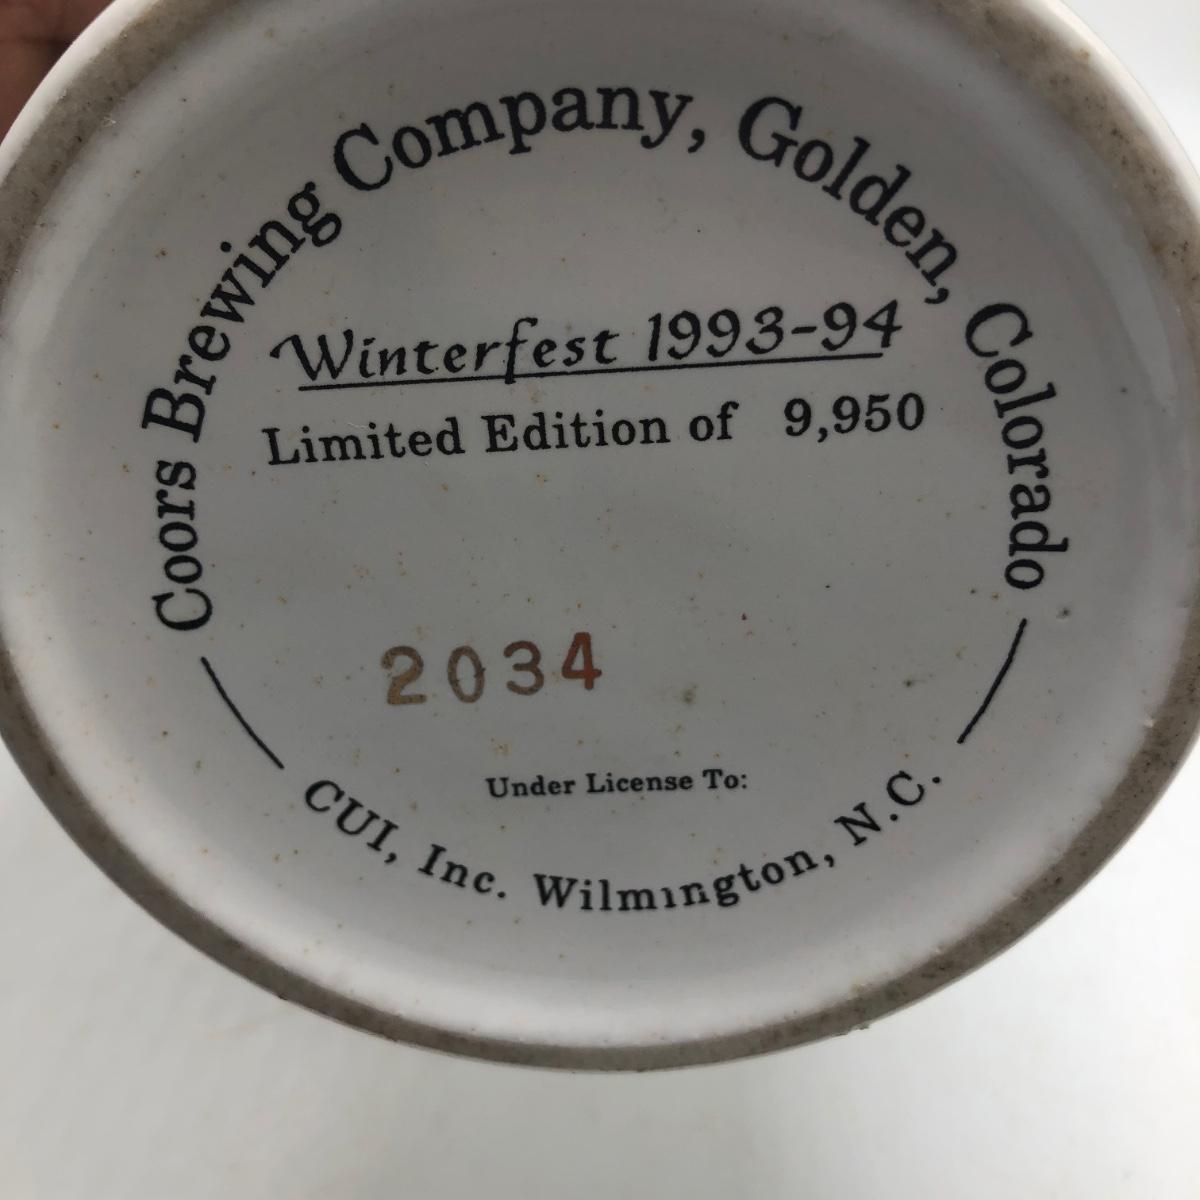 Coors Brewing Company, Golden, Colorado
Winterfest 1993-94
Limited Edition of 9,950
2034
Under License To:
CUI, Inc. Wilmington, N.C.